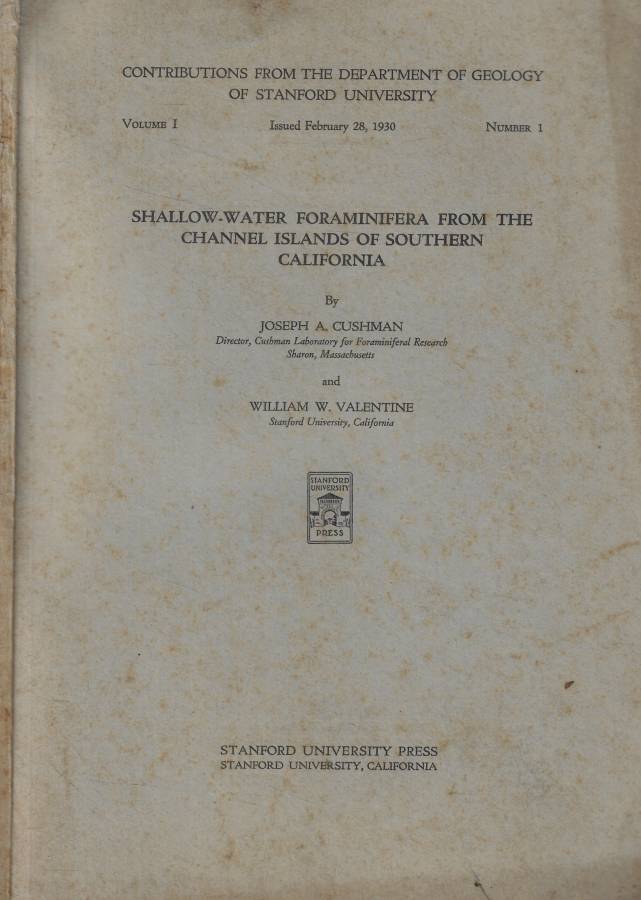 CONTRIBUTIONS FROM THE DEPARTMENT OF GEOLOGY
OF STANFORD UNIVERSITY
VOLUME I Issued February 28, 1930 NUMBER 1
SHALLOW-WATER FORAMINIFERA FROM THE
CHANNEL ISLANDS OF SOUTHERN
CALIFORNIA
By
JOSEPH A. CUSHMAN
Director, Cushman Laboratory for Foraminiferal Research
Sharon, Massachusetts
and
WILLIAM W. VALENTINE
Stanford University, California
STANFORD
UNIVERSITY
PRESS
STANFORD UNIVERSITY PRESS
STANFORD UNIVERSITY, CALIFORNIA